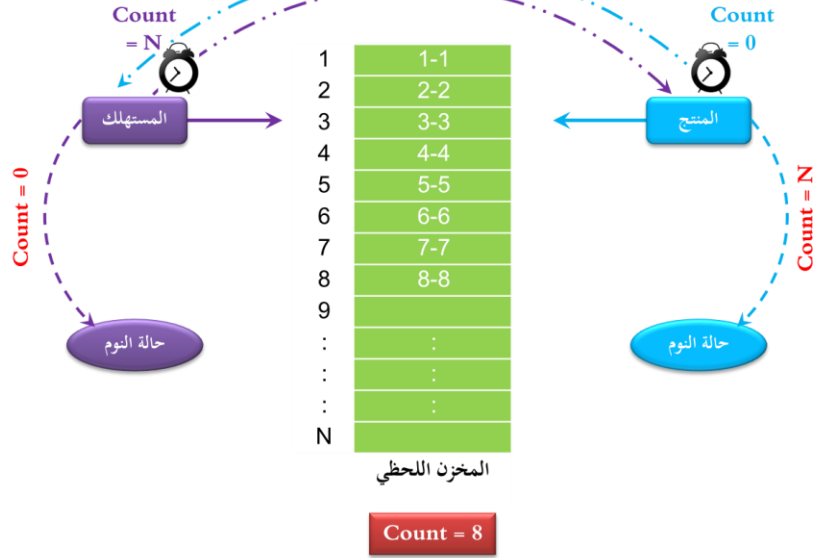 Count
= N
Count
= 0
المستهلك
المنتج
Count = 0
Count = N
حالة النوم
حالة النوم
1 1-1
2 2-2
3 3-3
4 4-4
5 5-5
6 6-6
7 7-7
8 8-8
9
: :
: :
: :
N
المخزن اللحظي
Count = 8